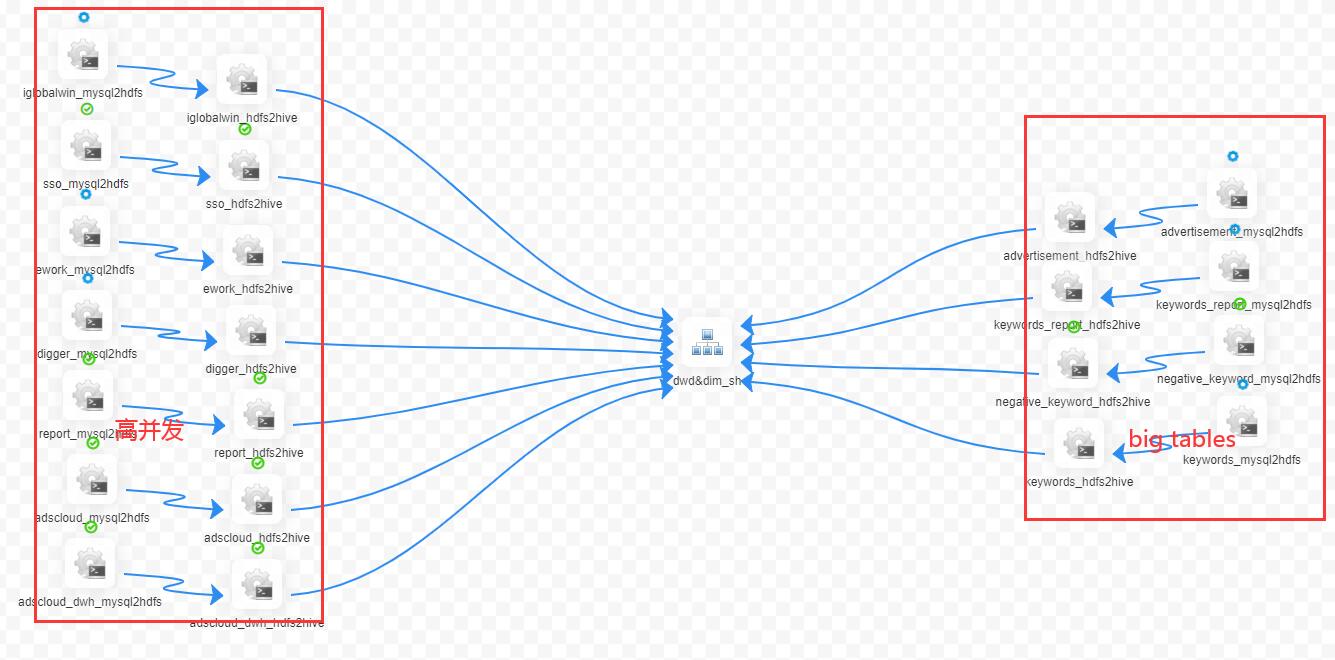 iglobalwin_mysql2hdfs
iglobalwin_hdfs2hive
sso_mysql2hdfs
sso_hdfs2hive
ework_mysql2hdfs
ework_hdfs2hive
digger_mysql2hdfs
digger_hdfs2hive
report_mysql2hdfs
高并发
report_hdfs2hive
adscloud_mysql2hdfs
adscloud_hdfs2hive
adscloud_dwh_mysql2hdfs
adscloud_dwh_hdfs2hive
dwd&dim_sh
advertisement_mysql2hdfs
advertisement_hdfs2hive
keywords_report_mysql2hdfs
keywords_report_hdfs2hive
negative_keyword_mysql2hdfs
negative_keyword_hdfs2hive
big tables
keywords_mysql2hdfs
keywords_hdfs2hive